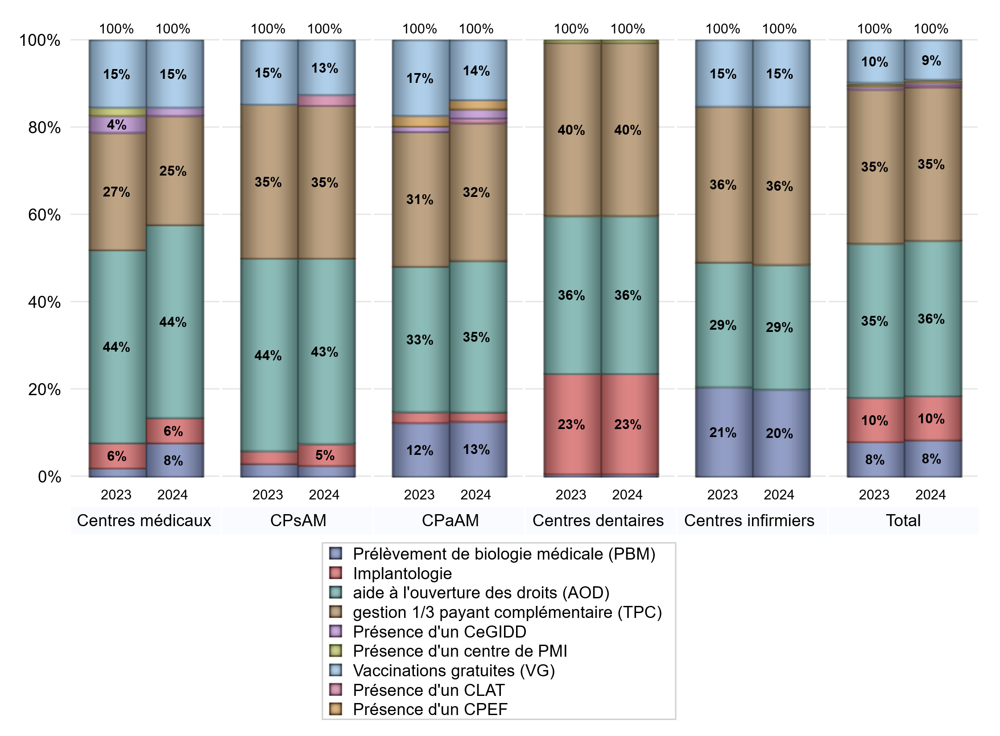 100% 100% 100% 100% 100% 100% 100% 100% 100% 100% 100% 100%
100%
15% 15% 15% 13% 17% 14% 15% 15% 10% 9%
80%
4% 40% 40%
27% 25% 35% 35% 31% 32% 36% 36% 35% 35%
60%
40%
44% 44% 44% 43% 33% 35% 36% 36% 29% 29% 35% 36%
20%
6% 6% 5% 12% 13% 23% 23% 21% 20% 10% 10%
8% 8% 8%
0%
2023 2024 2023 2024 2023 2024 2023 2024 2023 2024 2023 2024
Centres médicaux CPsAM CPaAM Centres dentaires Centres infirmiers Total
Prélèvement de biologie médicale (PBM)
Implantologie
aide à l'ouverture des droits (AOD)
gestion 1/3 payant complémentaire (TPC)
Présence d'un CeGIDD
Présence d'un centre de PMI
Vaccinations gratuites (VG)
Présence d'un CLAT
Présence d'un CPEF